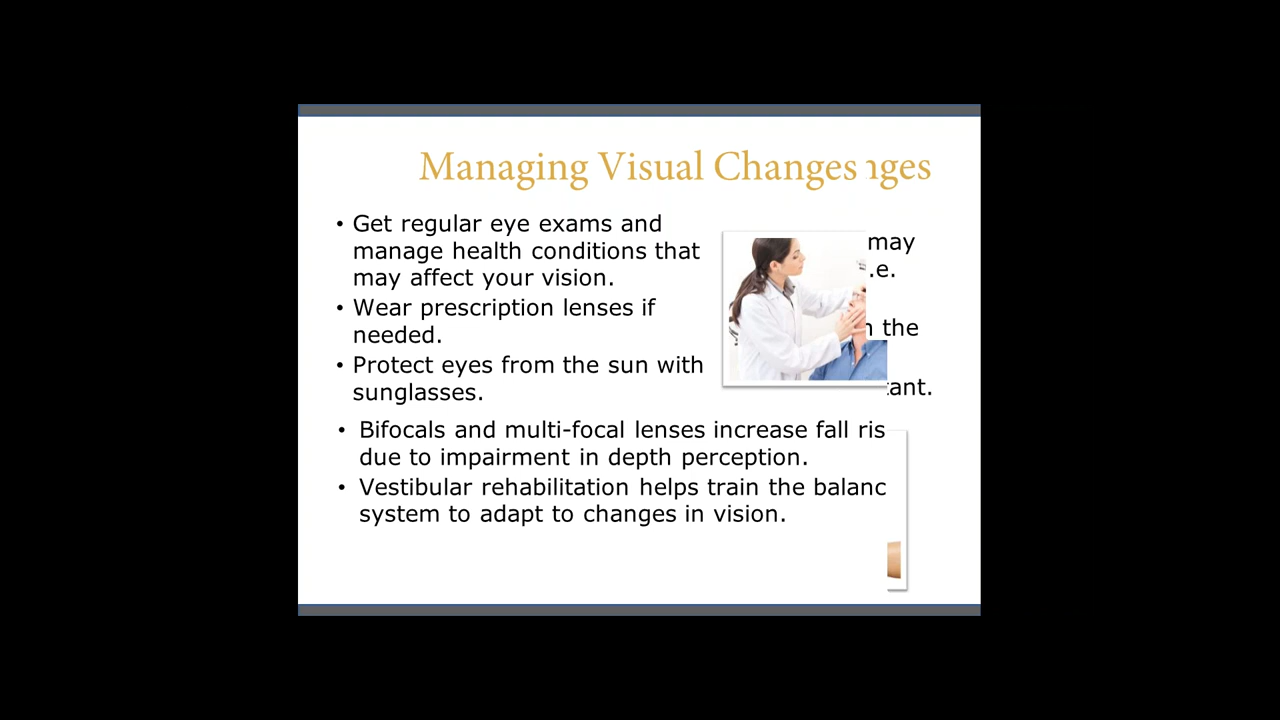 Managing Visual Changes nges
• Get regular eye exams and
manage health conditions that
may affect your vision.
• Wear prescription lenses if
needed.
• Protect eyes from the sun with
sunglasses.
may
.e.
the
tant.
• Bifocals and multi-focal lenses increase fall ris
due to impairment in depth perception.
• Vestibular rehabilitation helps train the balanc
system to adapt to changes in vision.